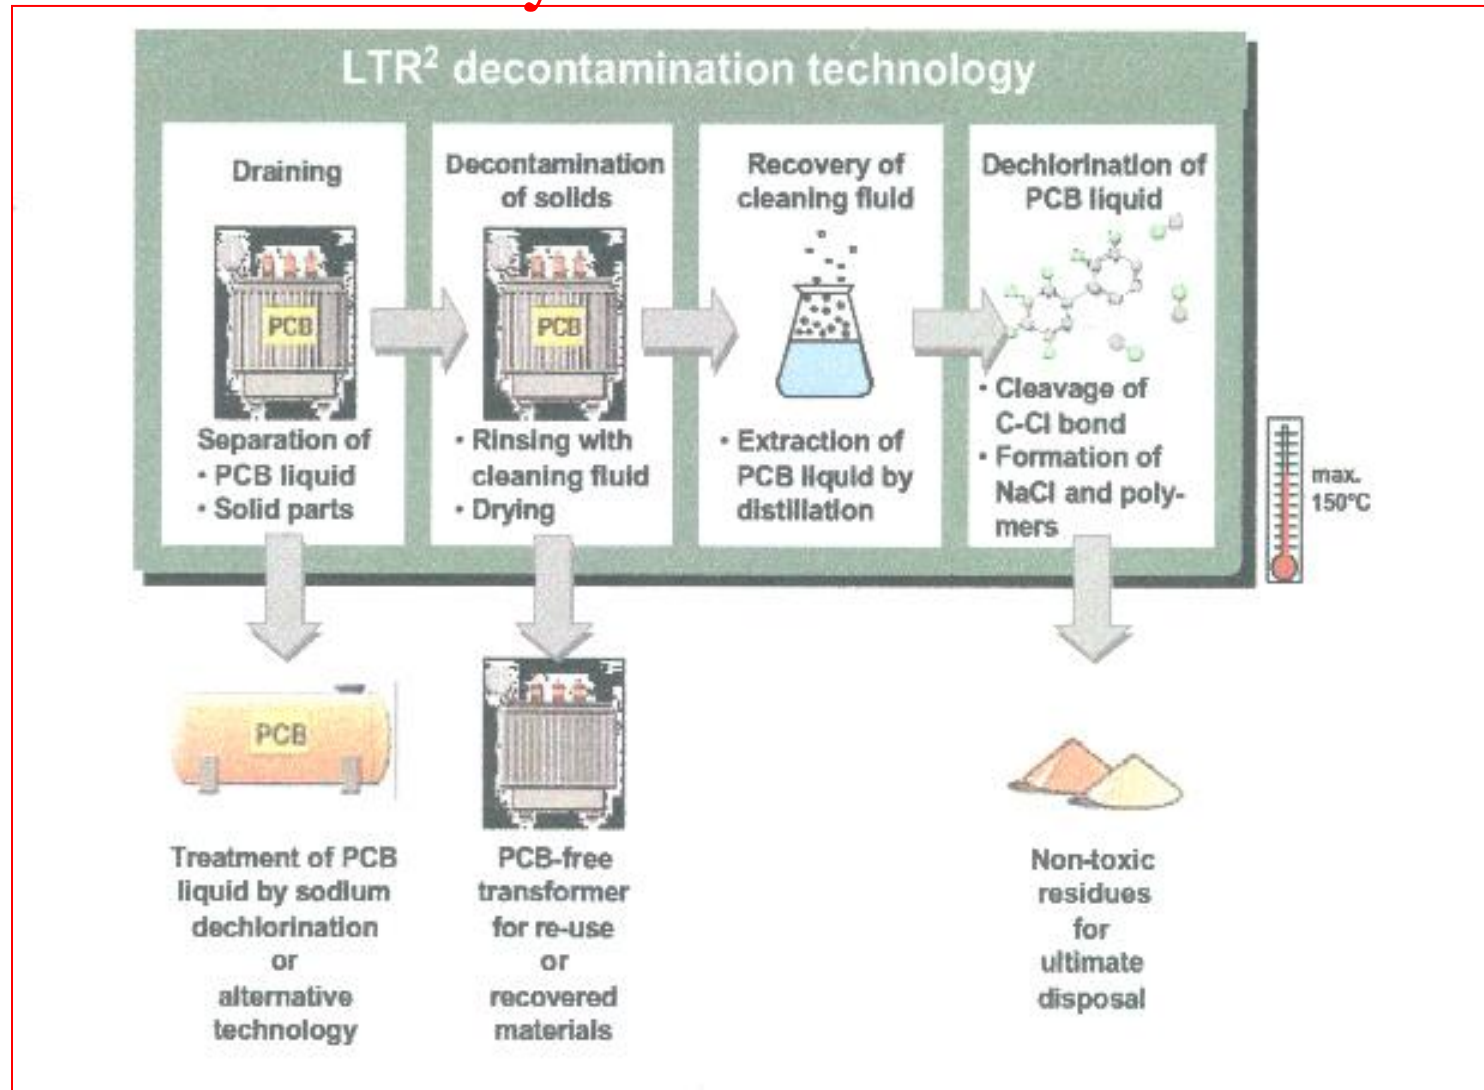 LTR² decontamination technology
Draining
PCB
Separation of
• PCB liquid
• Solid parts
Decontamination
of solids
PCB
• Rinsing with
cleaning fluid
• Drying
Recovery of
cleaning fluid
• Extraction of
PCB liquid by
distillation
Dechlorination of
PCB liquid
• Cleavage of
C-Cl bond
• Formation of
NaCl and poly-
mers
max.
150°C
PCB
Treatment of PCB
liquid by sodium
dechlorination
or
alternative
technology
PCB-free
transformer
for re-use
or
recovered
materials
Non-toxic
residues
for
ultimate
disposal